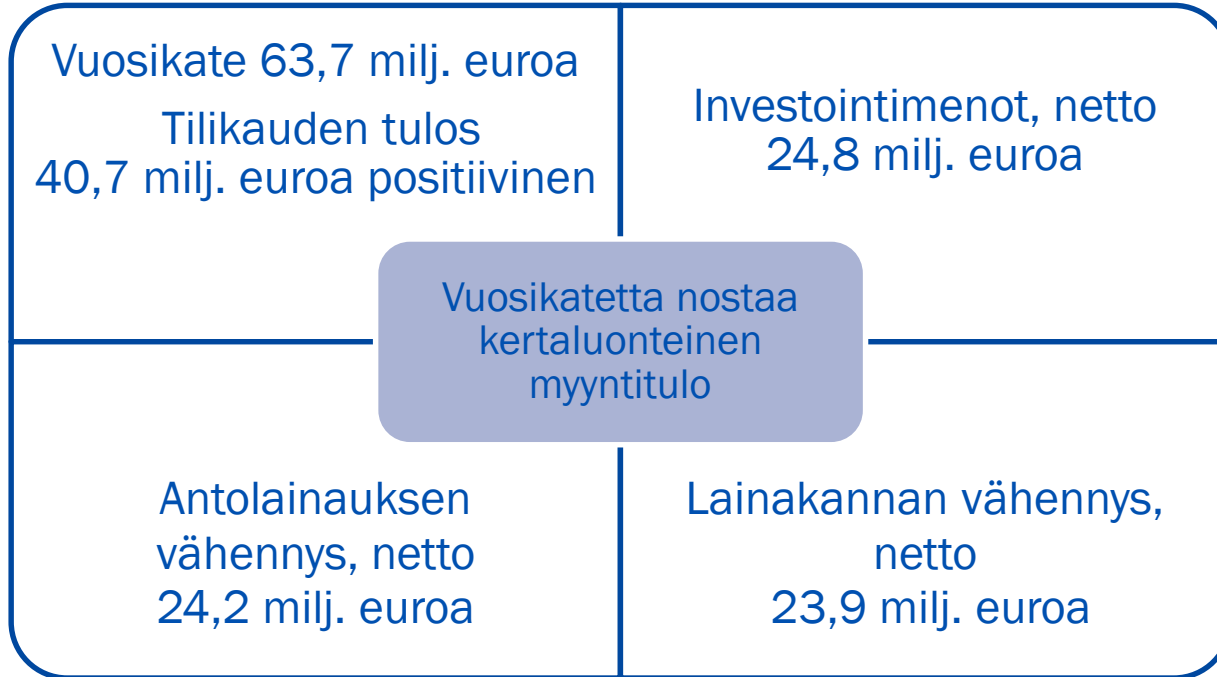 Vuosikate 63,7 milj. euroa
Tilikauden tulos
40,7 milj. euroa positiivinen
Investointimenot, netto
24,8 milj. euroa
Vuosikatetta nostaa
kertaluonteinen
myyntitulo
Antolainauksen
vähennys, netto
24,2 milj. euroa
Lainakannan vähennys,
netto
23,9 milj. euroa